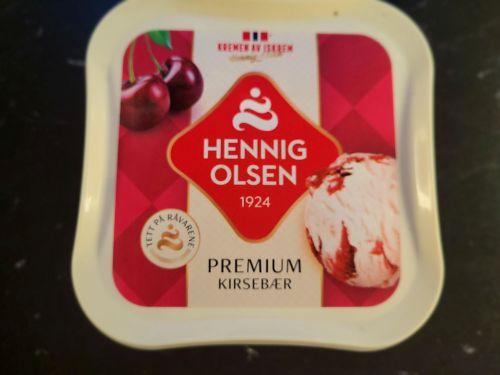 KREMEN AV ISKREM
HENNIG
OLSEN
1924
TETT PÅ RÅVARENE
PREMIUM
KIRSEBÆR